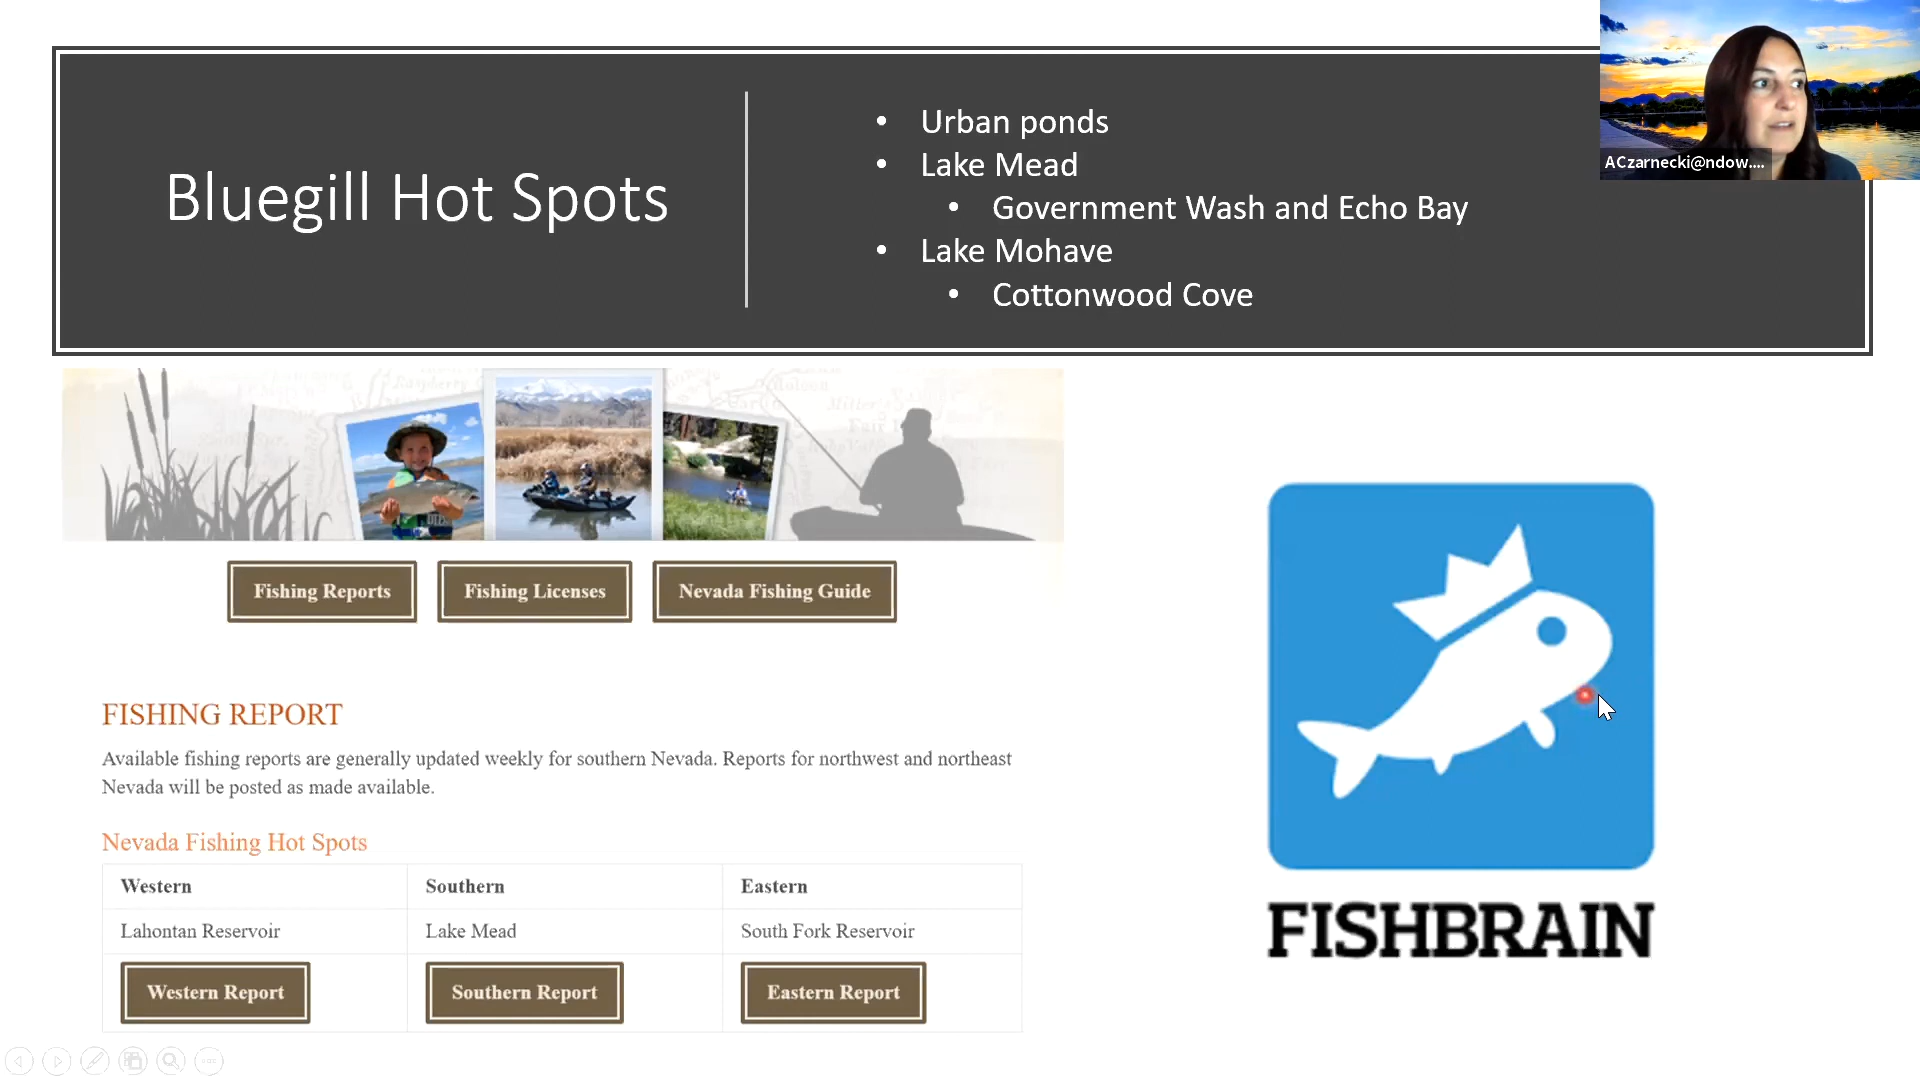 Bluegill Hot Spots
• Urban ponds
• Lake Mead
• Government Wash and Echo Bay
• Lake Mohave
• Cottonwood Cove
ACzarnecki@ndow....
Fishing Reports
Fishing Licenses
Nevada Fishing Guide
FISHING REPORT
Available fishing reports are generally updated weekly for southern Nevada. Reports for northwest and northeast
Nevada will be posted as made available.
Nevada Fishing Hot Spots
Western Southern Eastern
Lahontan Reservoir Lake Mead South Fork Reservoir
Western Report Southern Report Eastern Report
FISHBRAIN